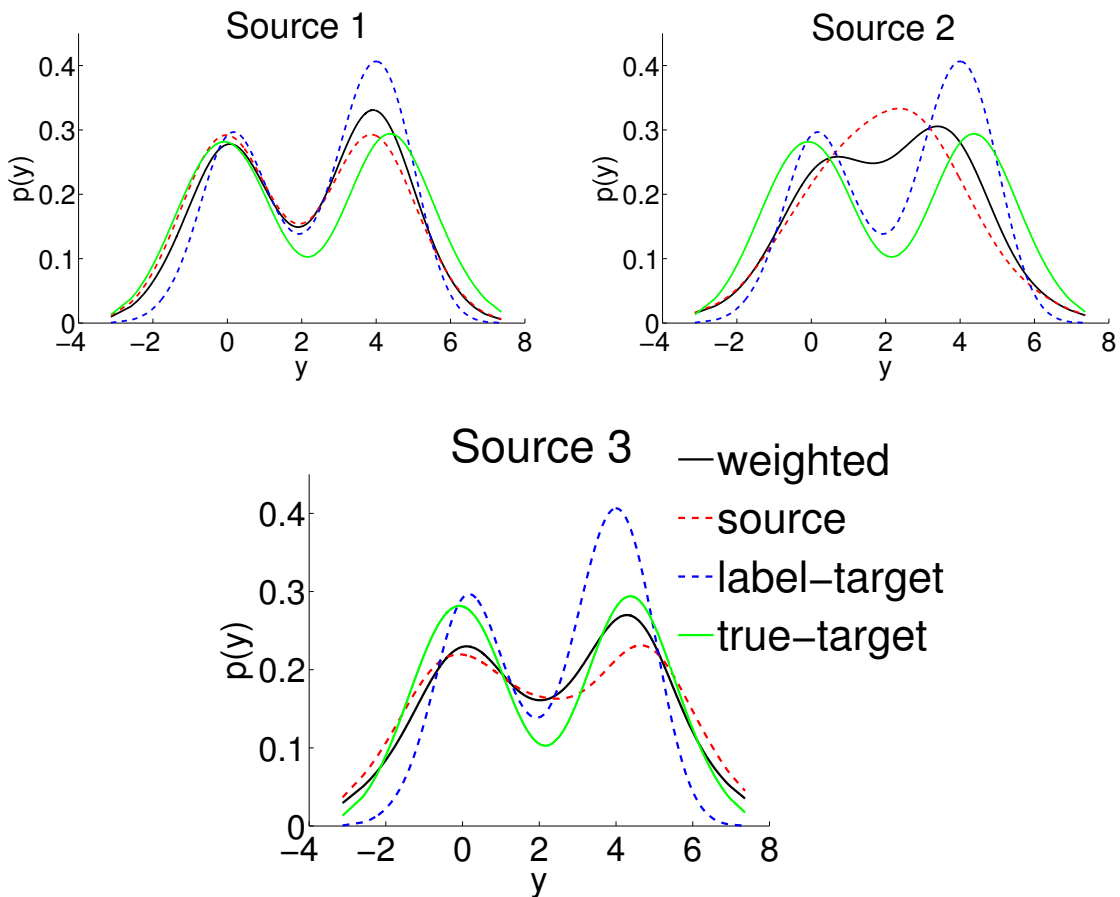 Source 1
0.4
0.3
0.2
0.1
0
p(y)
−4 −2 0 2 4 6 8
y
Source 2
0.4
0.3
0.2
0.1
0
p(y)
−4 −2 0 2 4 6 8
y
Source 3
0.4
0.3
0.2
0.1
0
p(y)
−4 −2 0 2 4 6 8
y
weighted
source
label−target
true−target